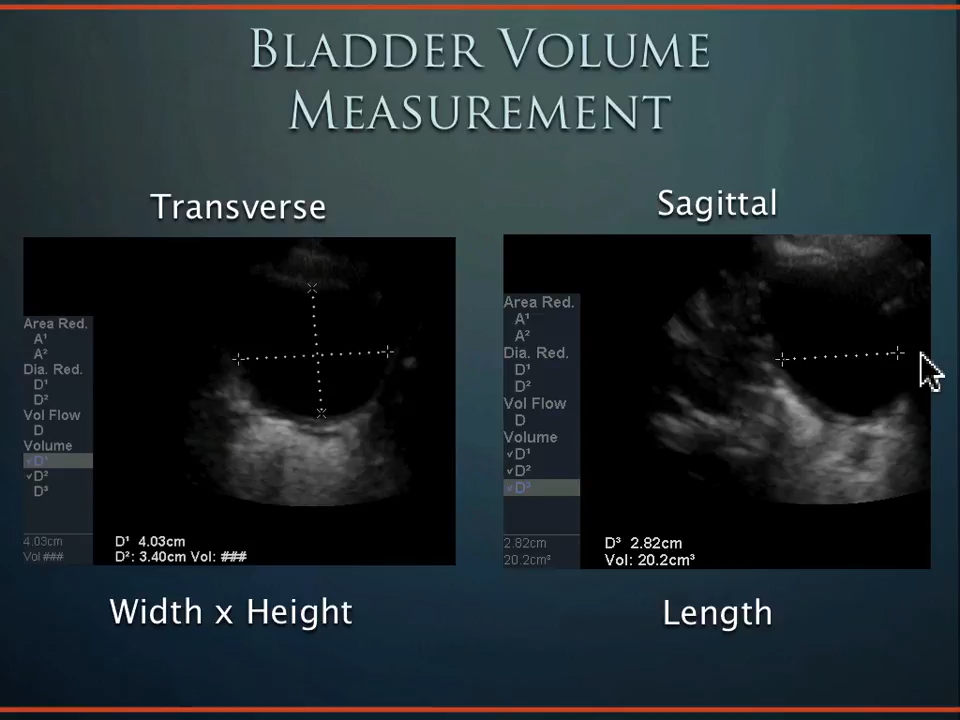 BLADDER VOLUME
MEASUREMENT
Transverse
Sagittal
Area Red.
A¹
A²
Dia. Red.
D¹
D²
Vol Flow
D
Volume
✓D¹
✓D²
D³
4.03cm
Vol ###
D¹ 4.03cm
D²: 3.40cm Vol: ###
Area Red.
A¹
A²
Dia. Red.
D¹
D²
Vol Flow
D
Volume
✓D¹
✓D²
✓D³
2.82cm
20.2cm³
D³ 2.82cm
Vol: 20.2cm³
Width x Height
Length